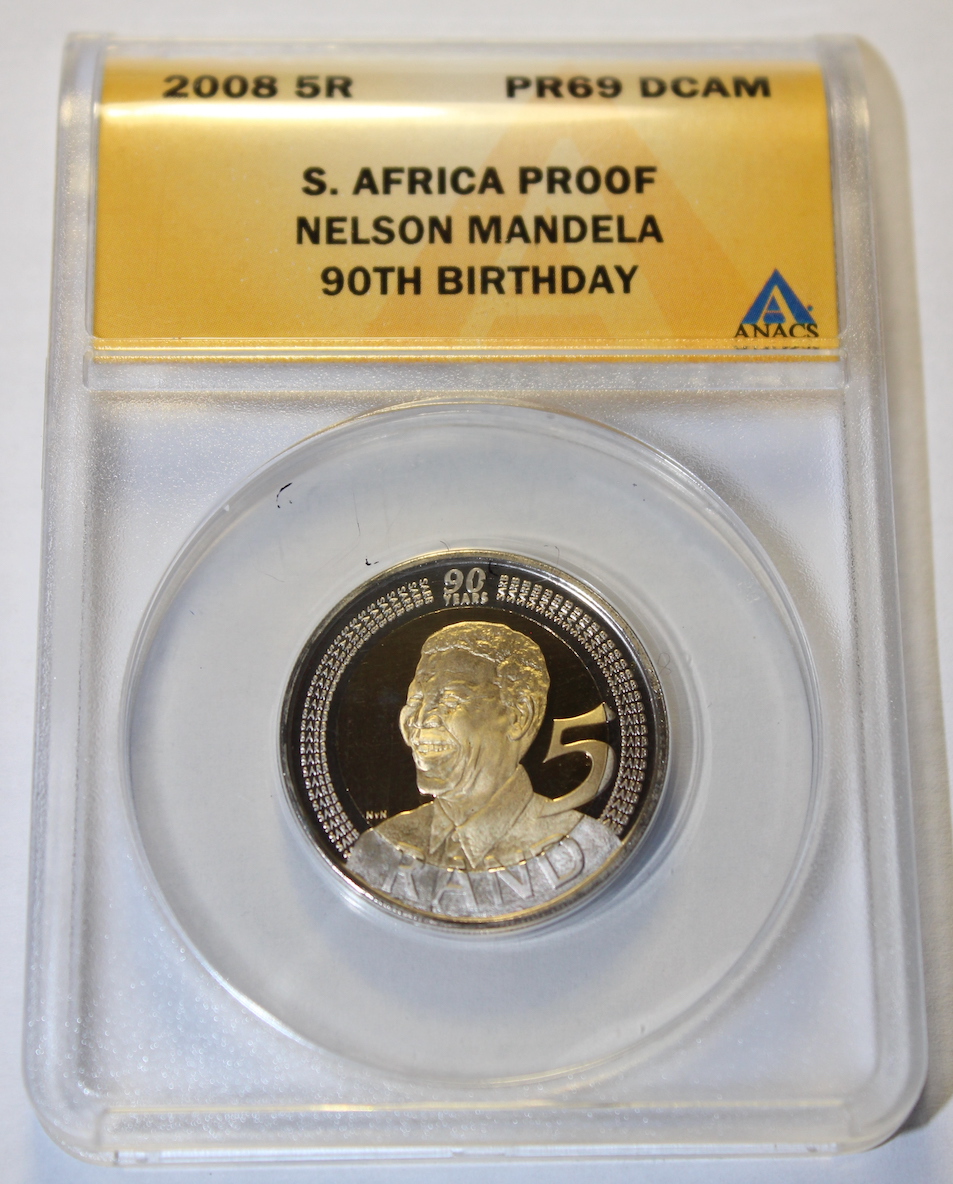 2008 5R PR69 DCAM
S. AFRICA PROOF
NELSON MANDELA
90TH BIRTHDAY
ANACS
90
YEARS
5
NvN
RAND